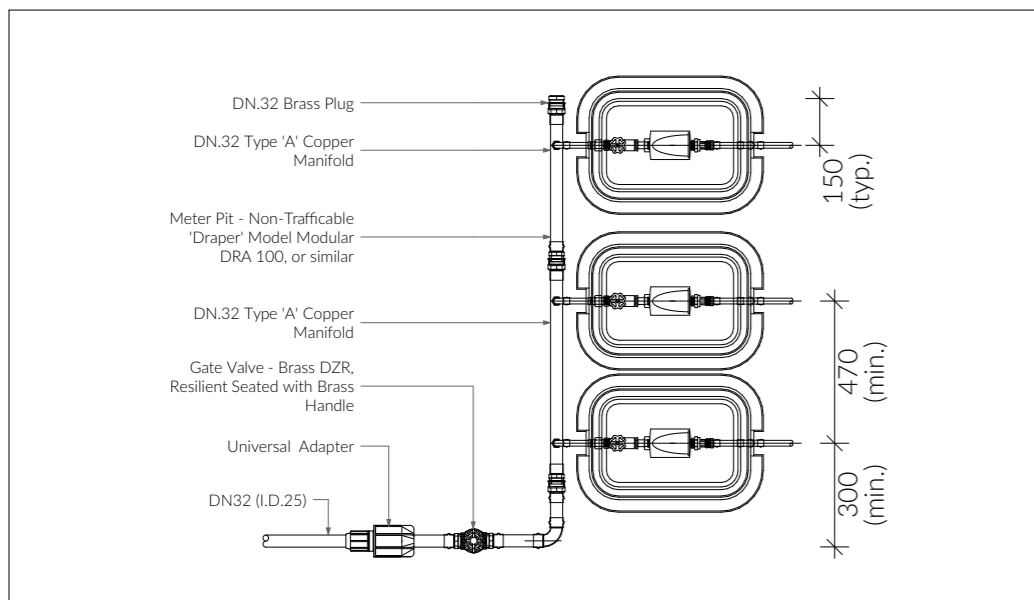 DN.32 Brass Plug
DN.32 Type 'A' Copper
Manifold
Meter Pit - Non-Trafficable
'Draper' Model Modular
DRA 100, or similar
DN.32 Type 'A' Copper
Manifold
Gate Valve - Brass DZR,
Resilient Seated with Brass
Handle
Universal Adapter
DN32 (I.D.25)
150
(typ.)
470
(min.)
300
(min.)